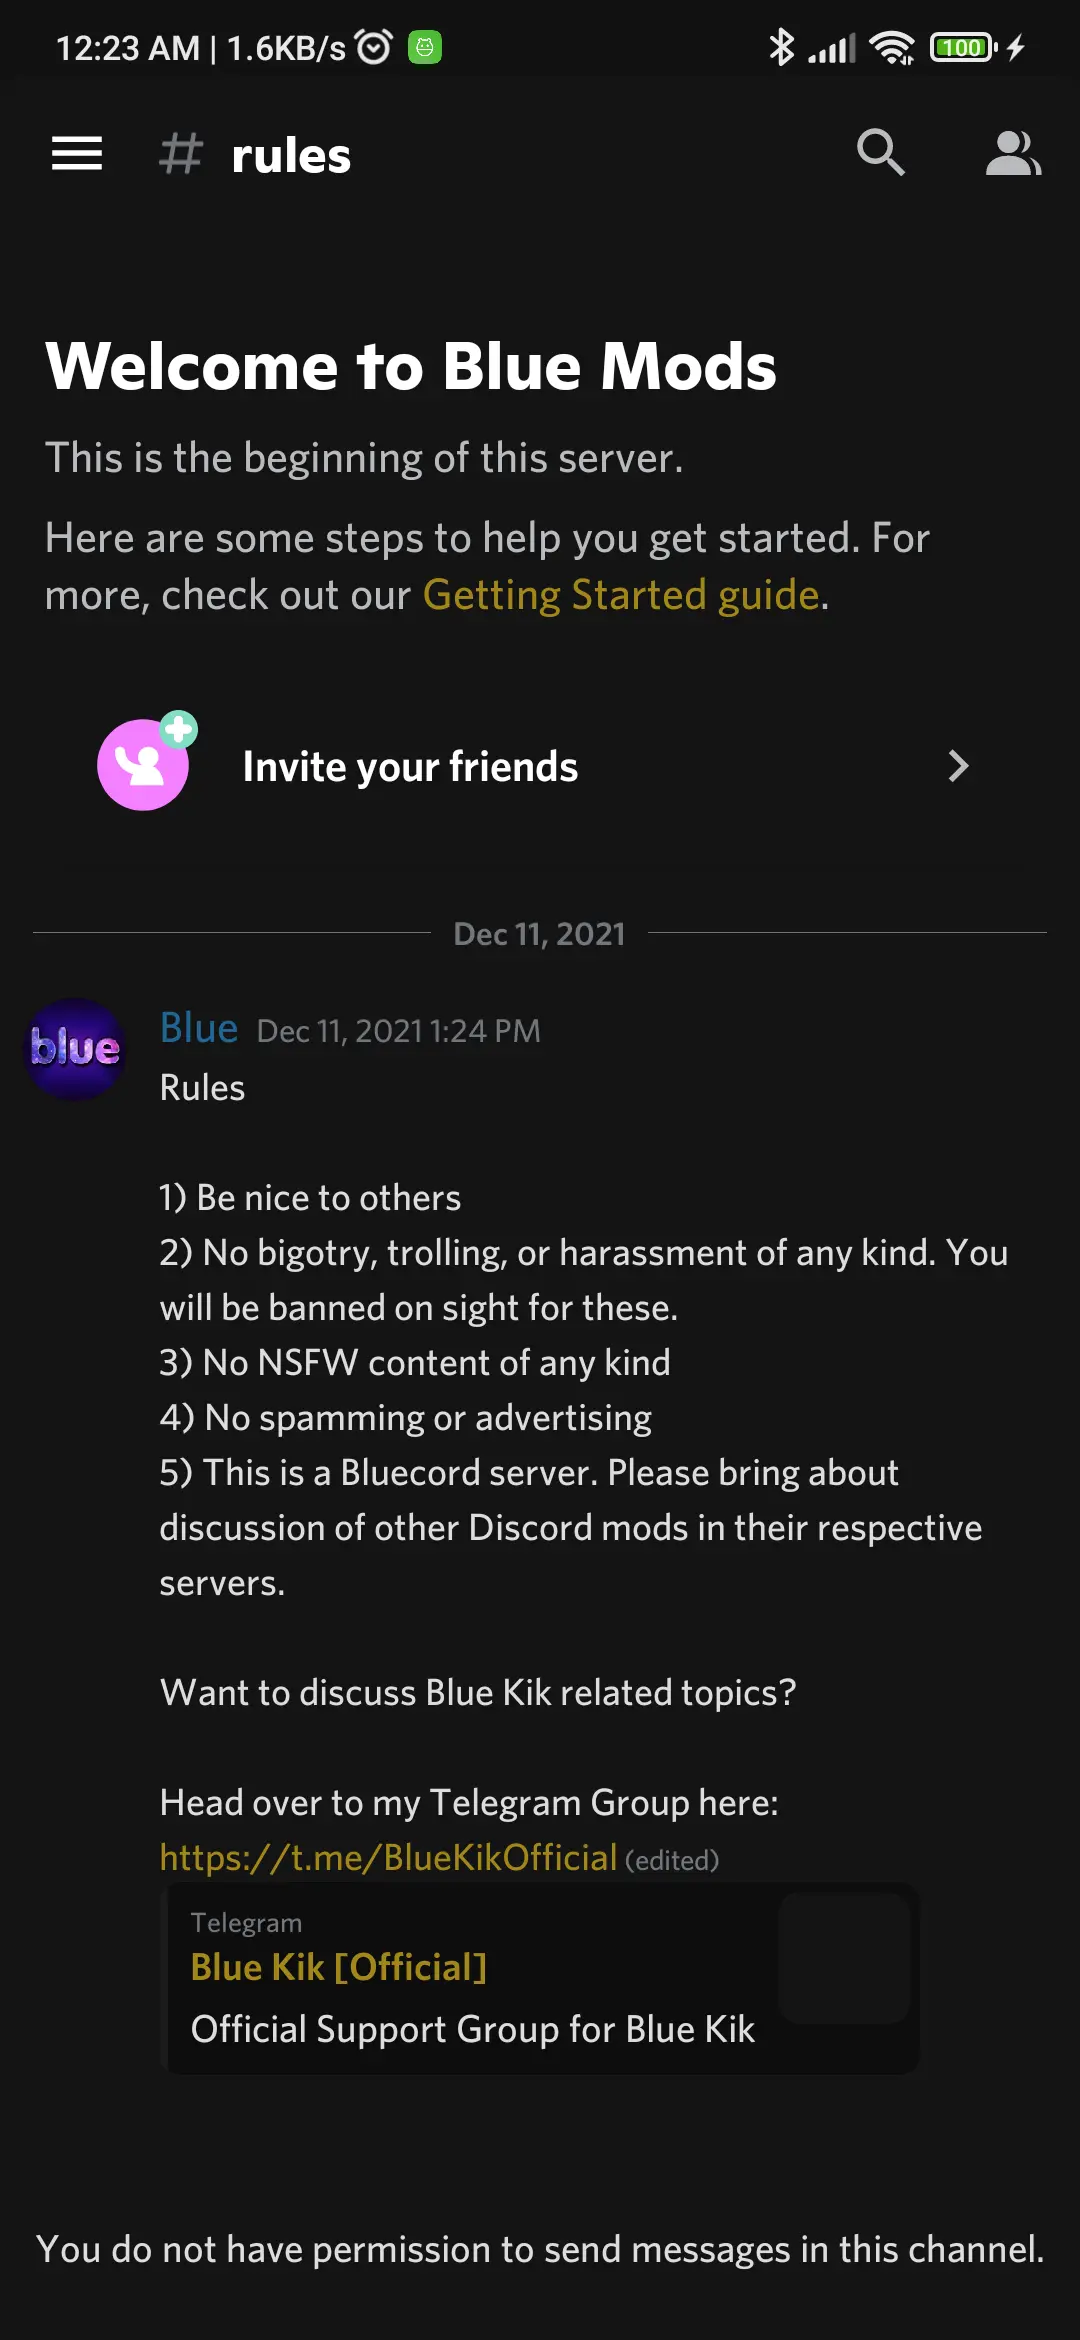 12:23 AM | 1.6KB/s
100
# rules
Welcome to Blue Mods
This is the beginning of this server.
Here are some steps to help you get started. For
more, check out our Getting Started guide.
Invite your friends
Dec 11, 2021
blue
Blue Dec 11, 2021 1:24 PM
Rules
1) Be nice to others
2) No bigotry, trolling, or harassment of any kind. You
will be banned on sight for these.
3) No NSFW content of any kind
4) No spamming or advertising
5) This is a Bluecord server. Please bring about
discussion of other Discord mods in their respective
servers.
Want to discuss Blue Kik related topics?
Head over to my Telegram Group here:
https://t.me/BlueKikOfficial (edited)
Telegram
Blue Kik [Official]
Official Support Group for Blue Kik
You do not have permission to send messages in this channel.